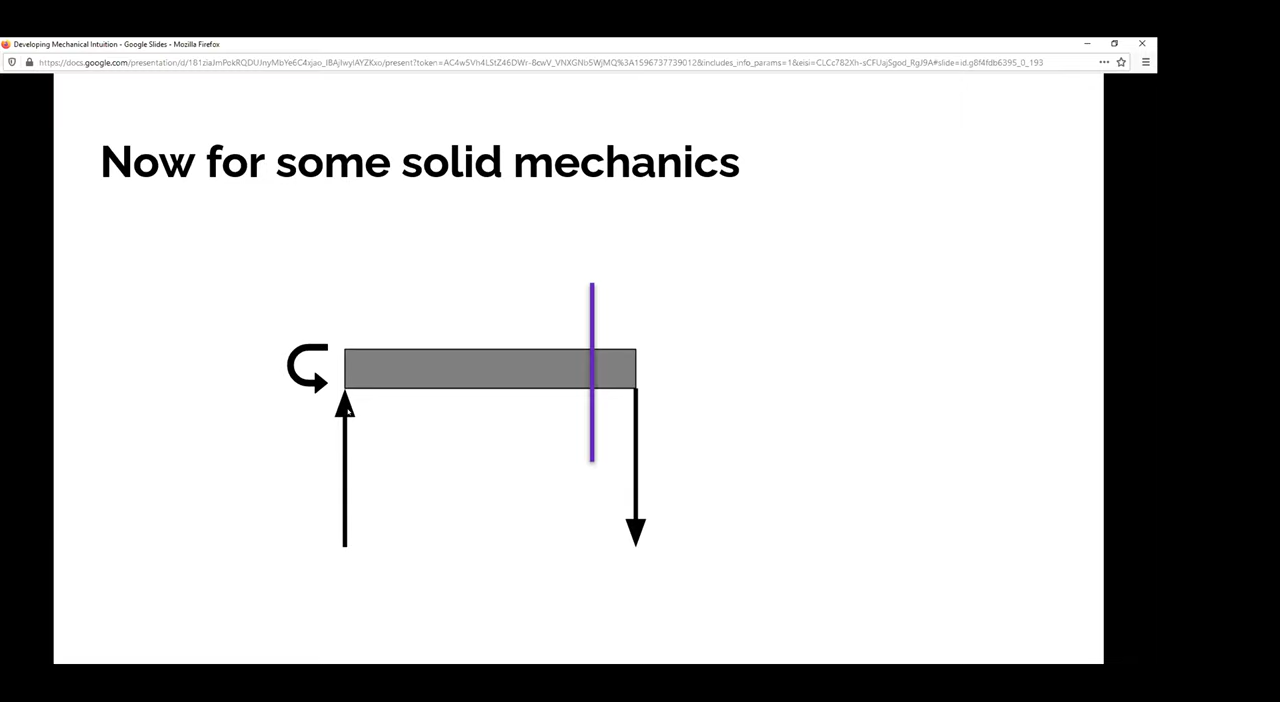 Developing Mechanical Intuition - Google Slides - Mozilla Firefox
Now for some solid mechanics